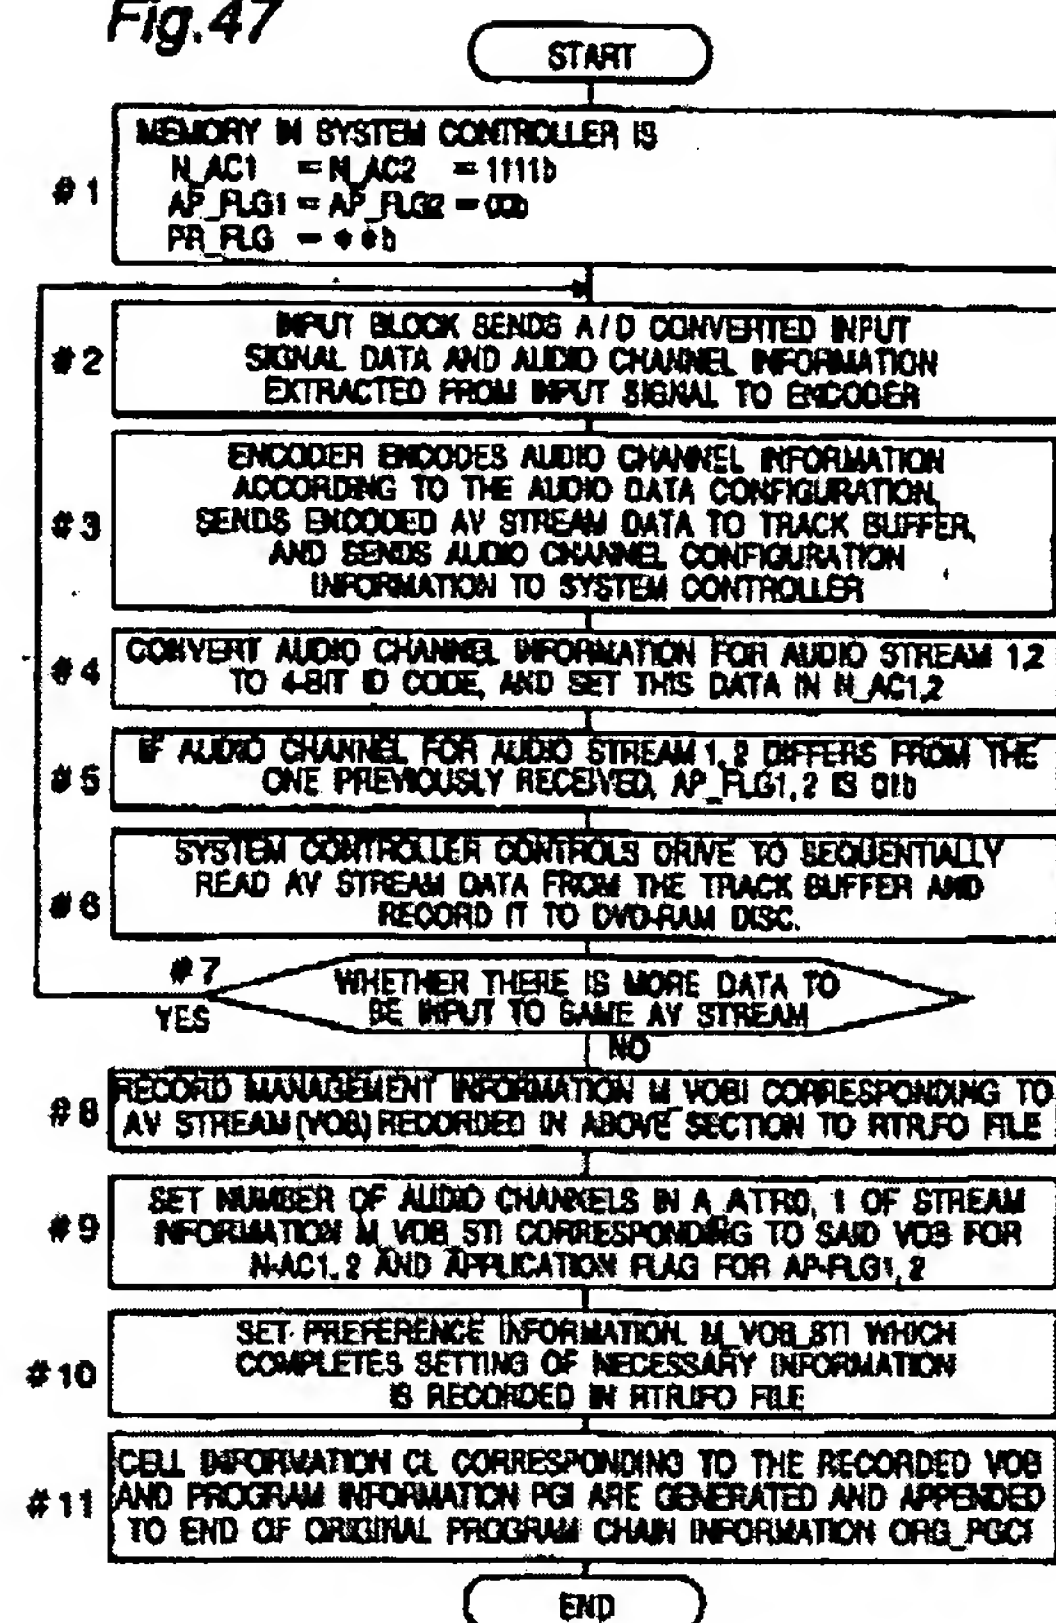 Fig.47
START
#1
MEMORY IN SYSTEM CONTROLLER IS
N_AC1 = N_AC2 = 1111b
AP_FLG1 = AP_FLG2 = 00b
PR_FLG = **b
#2
INPUT BLOCK SENDS A/D CONVERTED INPUT
SIGNAL DATA AND AUDIO CHANNEL INFORMATION
EXTRACTED FROM INPUT SIGNAL TO ENCODER
#3
ENCODER ENCODES AUDIO CHANNEL INFORMATION
ACCORDING TO THE AUDIO DATA CONFIGURATION,
SENDS ENCODED AV STREAM DATA TO TRACK BUFFER,
AND SENDS AUDIO CHANNEL CONFIGURATION
INFORMATION TO SYSTEM CONTROLLER
#4
CONVERT AUDIO CHANNEL INFORMATION FOR AUDIO STREAM 1,2
TO 4-BIT ID CODE, AND SET THIS DATA IN N_AC1,2
#5
IF AUDIO CHANNEL FOR AUDIO STREAM 1, 2 DIFFERS FROM THE
ONE PREVIOUSLY RECEIVED, AP_FLG1, 2 IS 01b
#6
SYSTEM CONTROLLER CONTROLS DRIVE TO SEQUENTIALLY
READ AV STREAM DATA FROM THE TRACK BUFFER AND
RECORD IT TO DVD-RAM DISC.
#7
WHETHER THERE IS MORE DATA TO
BE INPUT TO SAME AV STREAM
YES
NO
#8
RECORD MANAGEMENT INFORMATION M_VOBI CORRESPONDING TO
AV STREAM (VOB) RECORDED IN ABOVE SECTION TO RTR.IFO FILE
#9
SET NUMBER OF AUDIO CHANNELS IN A_ATR0, 1 OF STREAM
INFORMATION M_VOB_STI CORRESPONDING TO SAID VOB FOR
N-AC1, 2 AND APPLICATION FLAG FOR AP-FLG1, 2
#10
SET PREFERENCE INFORMATION. M_VOB_STI WHICH
COMPLETES SETTING OF NECESSARY INFORMATION
IS RECORDED IN RTR.IFO FILE
#11
CELL INFORMATION CL CORRESPONDING TO THE RECORDED VOB
AND PROGRAM INFORMATION PGI ARE GENERATED AND APPENDED
TO END OF ORIGINAL PROGRAM CHAIN INFORMATION ORG_PGCI
END